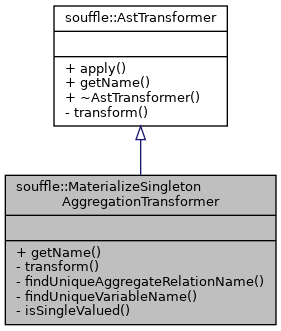 souffle::AstTransformer
+ apply()
+ getName()
+ ~AstTransformer()
- transform()
souffle::MaterializeSingleton
AggregationTransformer
+ getName()
- transform()
- findUniqueAggregateRelationName()
- findUniqueVariableName()
- isSingleValued()